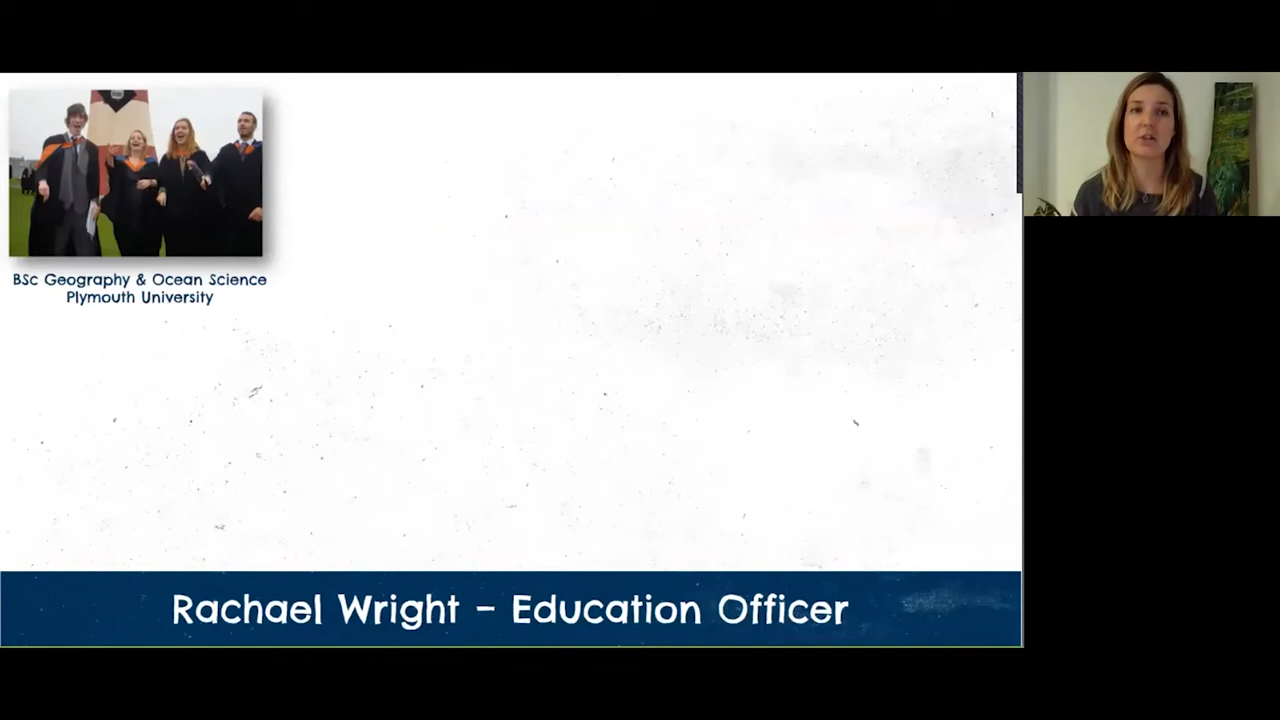 BSc Geography & Ocean Science
Plymouth University
Rachael Wright – Education Officer